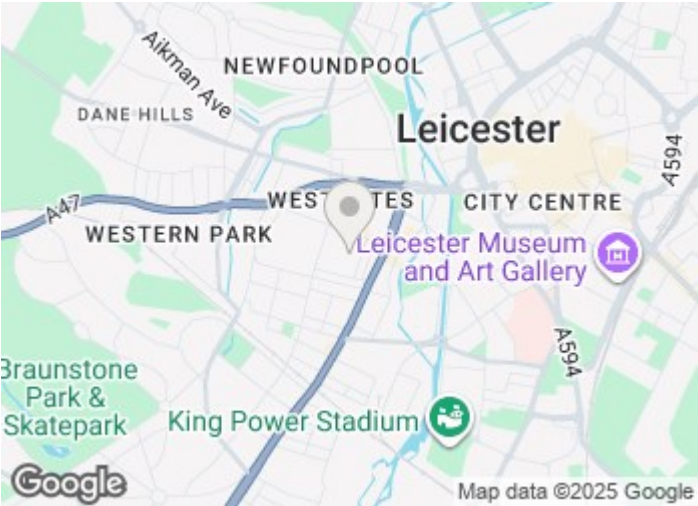 Aikman Ave
NEWFOUNDPOOL
DANE HILLS
Leicester
A594
A47
WEST TES
CITY CENTRE
WESTERN PARK
Leicester Museum
and Art Gallery
A594
Braunstone
Park &
Skatepark
King Power Stadium
Google
Map data ©2025 Google